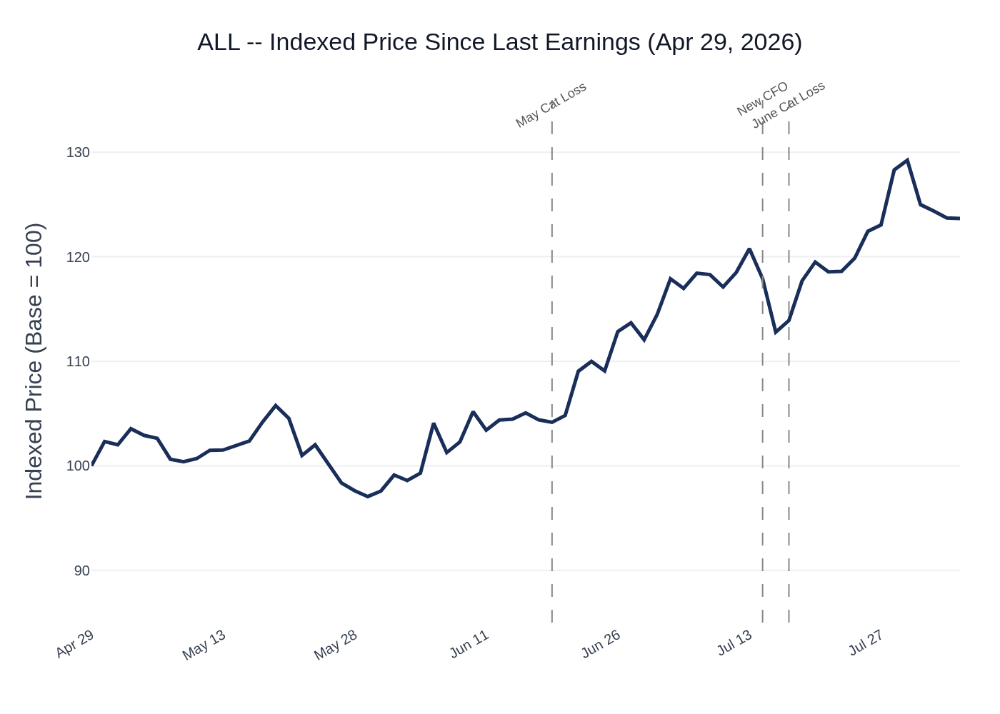 ALL -- Indexed Price Since Last Earnings (Apr 29, 2026)
May Cat Loss
New CFO
June Cat Loss
Indexed Price (Base = 100)
130
120
110
100
90
Apr 29
May 13
May 28
Jun 11
Jun 26
Jul 13
Jul 27